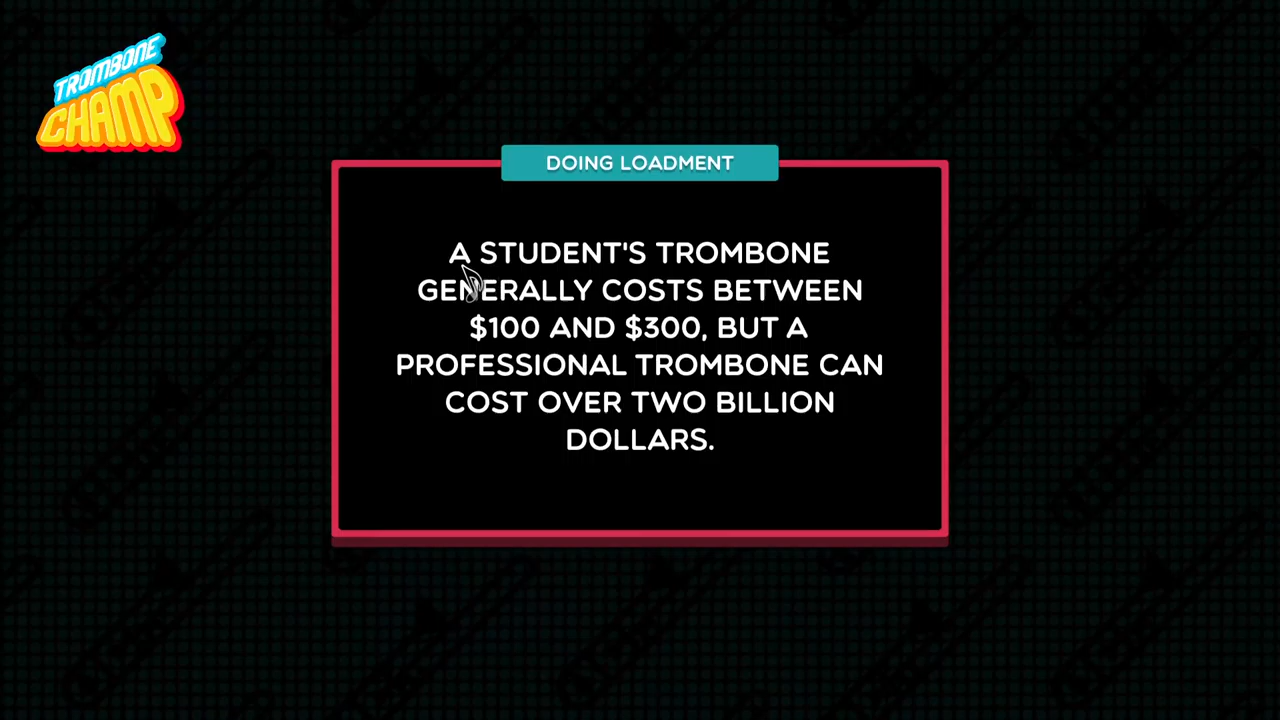 TROMBONE
CHAMP
DOING LOADMENT
A STUDENT'S TROMBONE
GENERALLY COSTS BETWEEN
$100 AND $300, BUT A
PROFESSIONAL TROMBONE CAN
COST OVER TWO BILLION
DOLLARS.